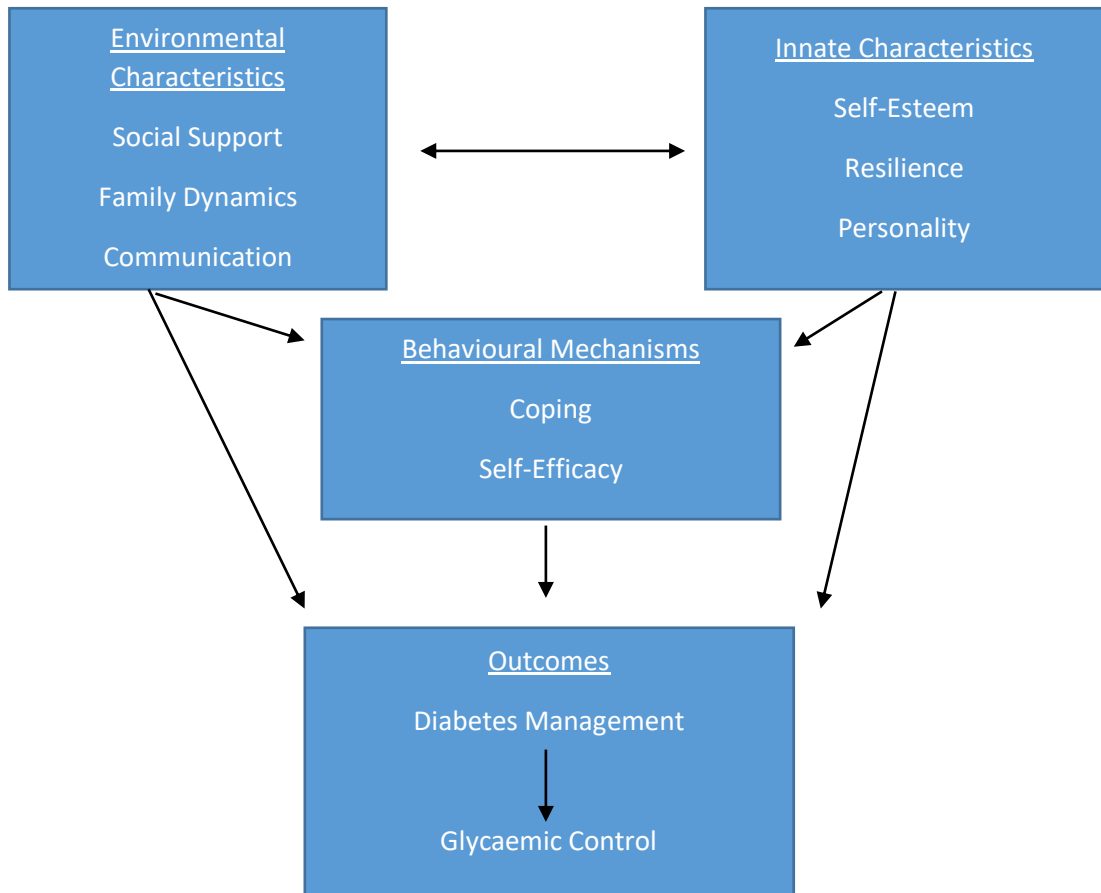 Environmental
Characteristics
Social Support
Family Dynamics
Communication
Innate Characteristics
Self-Esteem
Resilience
Personality
Behavioural Mechanisms
Coping
Self-Efficacy
Outcomes
Diabetes Management
Glycaemic Control